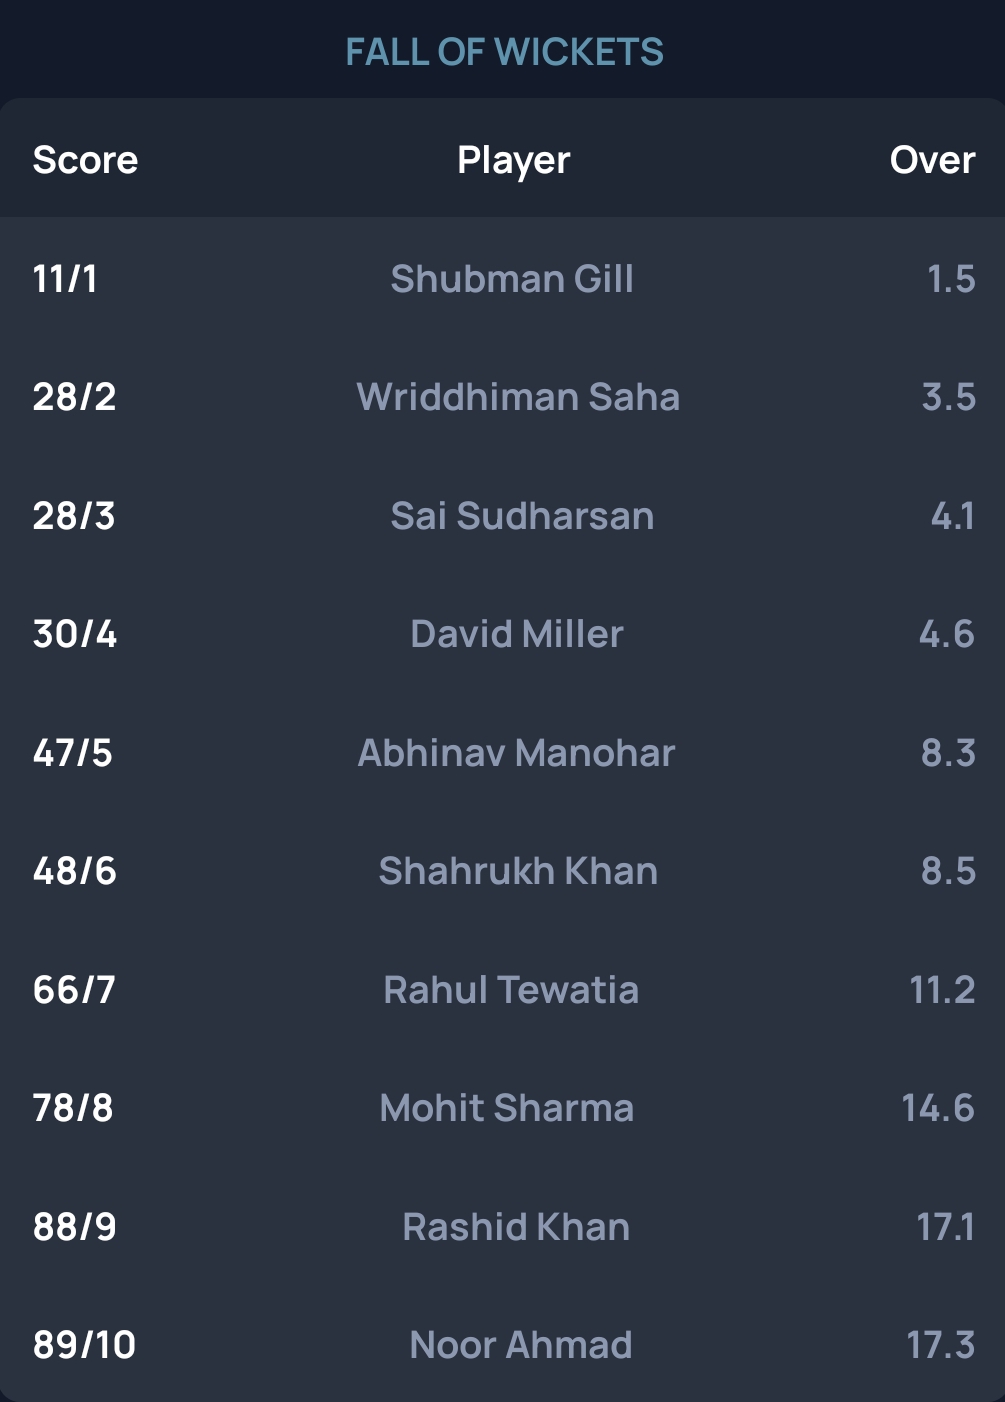 FALL OF WICKETS
Score Player Over
11/1 Shubman Gill 1.5
28/2 Wriddhiman Saha 3.5
28/3 Sai Sudharsan 4.1
30/4 David Miller 4.6
47/5 Abhinav Manohar 8.3
48/6 Shahrukh Khan 8.5
66/7 Rahul Tewatia 11.2
78/8 Mohit Sharma 14.6
88/9 Rashid Khan 17.1
89/10 Noor Ahmad 17.3